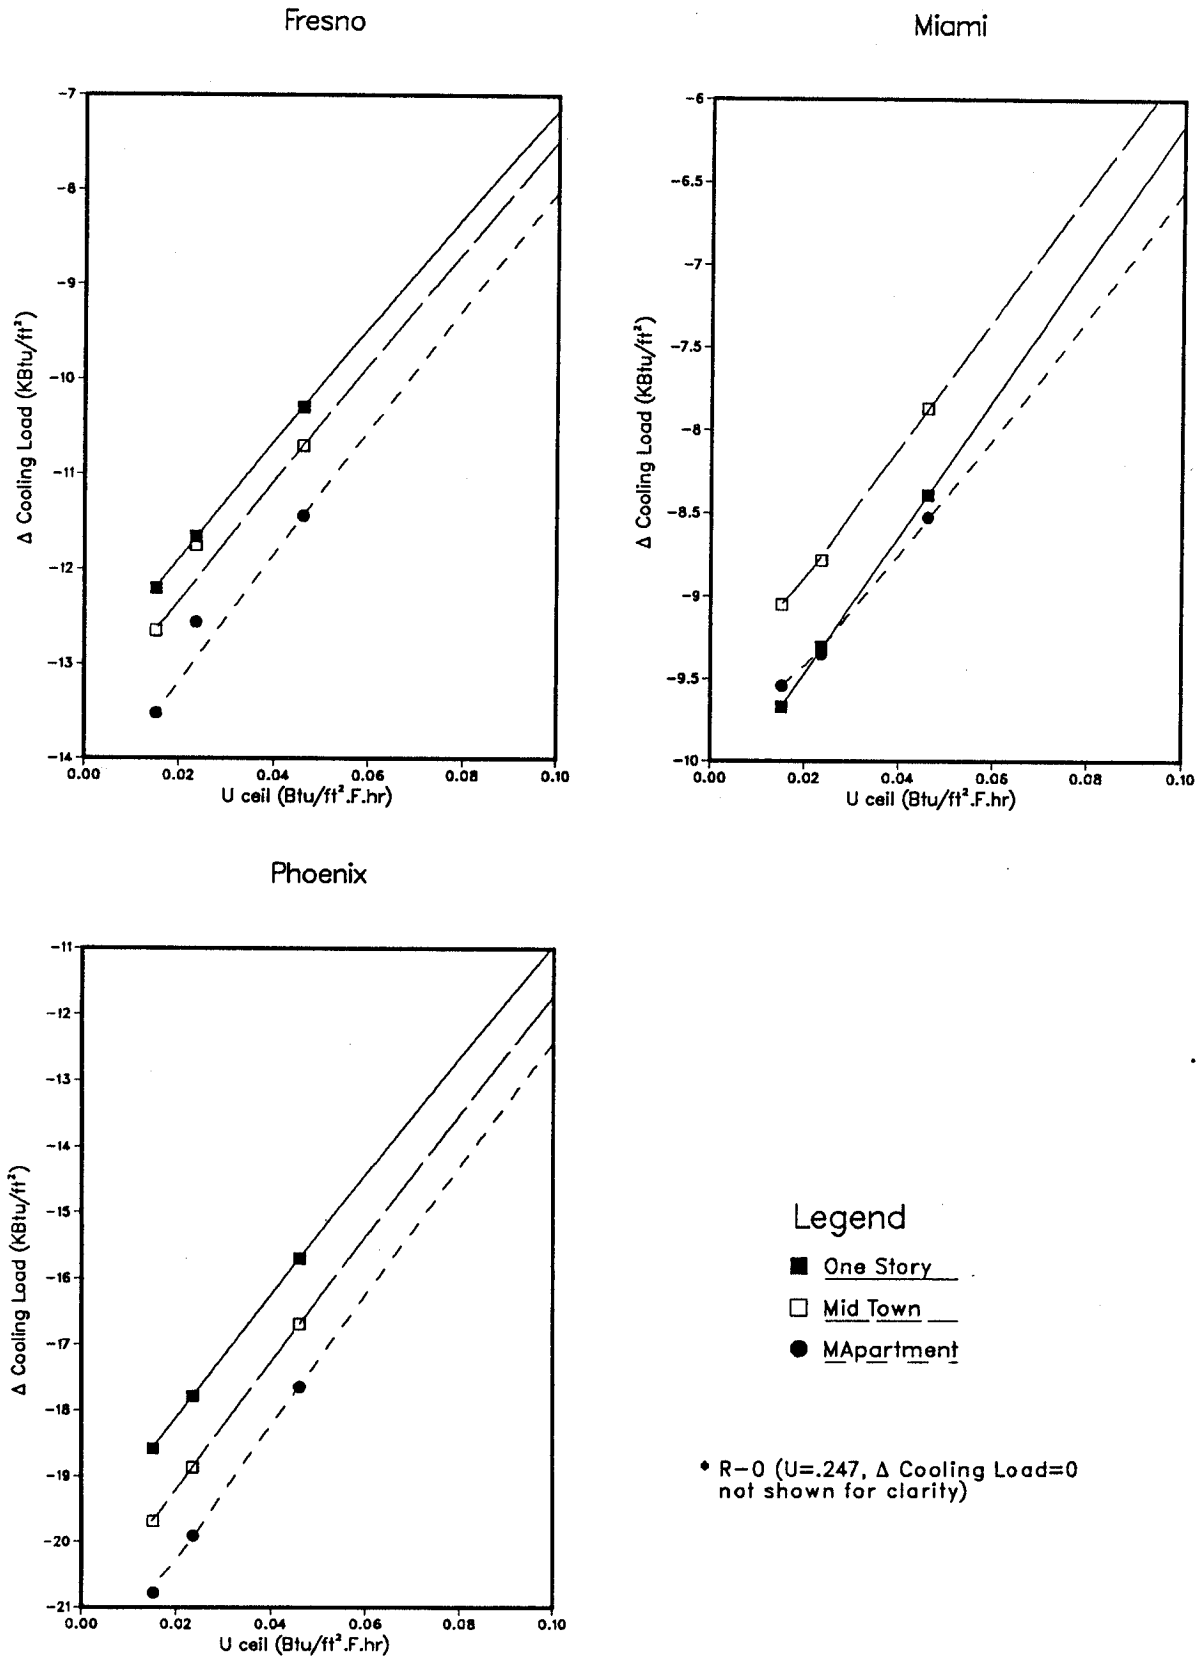 Fresno
-7
-8
-9
-10
-11
-12
-13
-14
Δ Cooling Load (KBtu/ft²)
0.00 0.02 0.04 0.06 0.08 0.10
U ceil (Btu/ft².F.hr)
Miami
-6
-6.5
-7
-7.5
-8
-8.5
-9
-9.5
-10
Δ Cooling Load (KBtu/ft²)
0.00 0.02 0.04 0.06 0.08 0.10
U ceil (Btu/ft².F.hr)
Phoenix
-11
-12
-13
-14
-15
-16
-17
-18
-19
-20
-21
Δ Cooling Load (KBtu/ft²)
0.00 0.02 0.04 0.06 0.08 0.10
U ceil (Btu/ft².F.hr)
Legend
One Story
Mid Town
MApartment
* R-0 (U=.247, Δ Cooling Load=0
not shown for clarity)